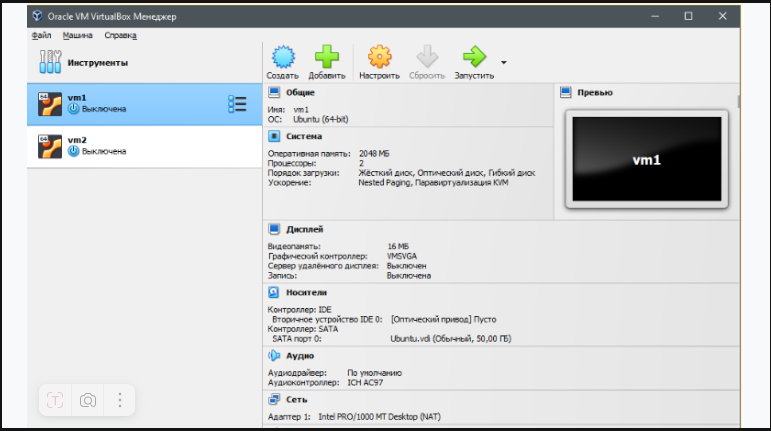 Oracle VM VirtualBox Менеджер
Файл Машина Справка
Инструменты
Создать Добавить Настроить Сбросить Запустить
64
vm1
Выключена
64
vm2
Выключена
Общие
Имя: vm1
ОС: Ubuntu (64-bit)
Превью
vm1
Система
Оперативная память: 2048 МБ
Процессоры: 2
Порядок загрузки: Жёсткий диск, Оптический диск, Гибкий диск
Ускорение: Nested Paging, Паравиртуализация KVM
Дисплей
Видеопамять: 16 МБ
Графический контроллер: VMSVGA
Сервер удалённого дисплея: Выключен
Запись: Выключена
Носители
Контроллер: IDE
Вторичное устройство IDE 0: [Оптический привод] Пусто
Контроллер: SATA
SATA порт 0: Ubuntu.vdi (Обычный, 50,00 ГБ)
Аудио
Аудиодрайвер: По умолчанию
Аудиоконтроллер: ICH AC97
Сеть
Адаптер 1: Intel PRO/1000 MT Desktop (NAT)